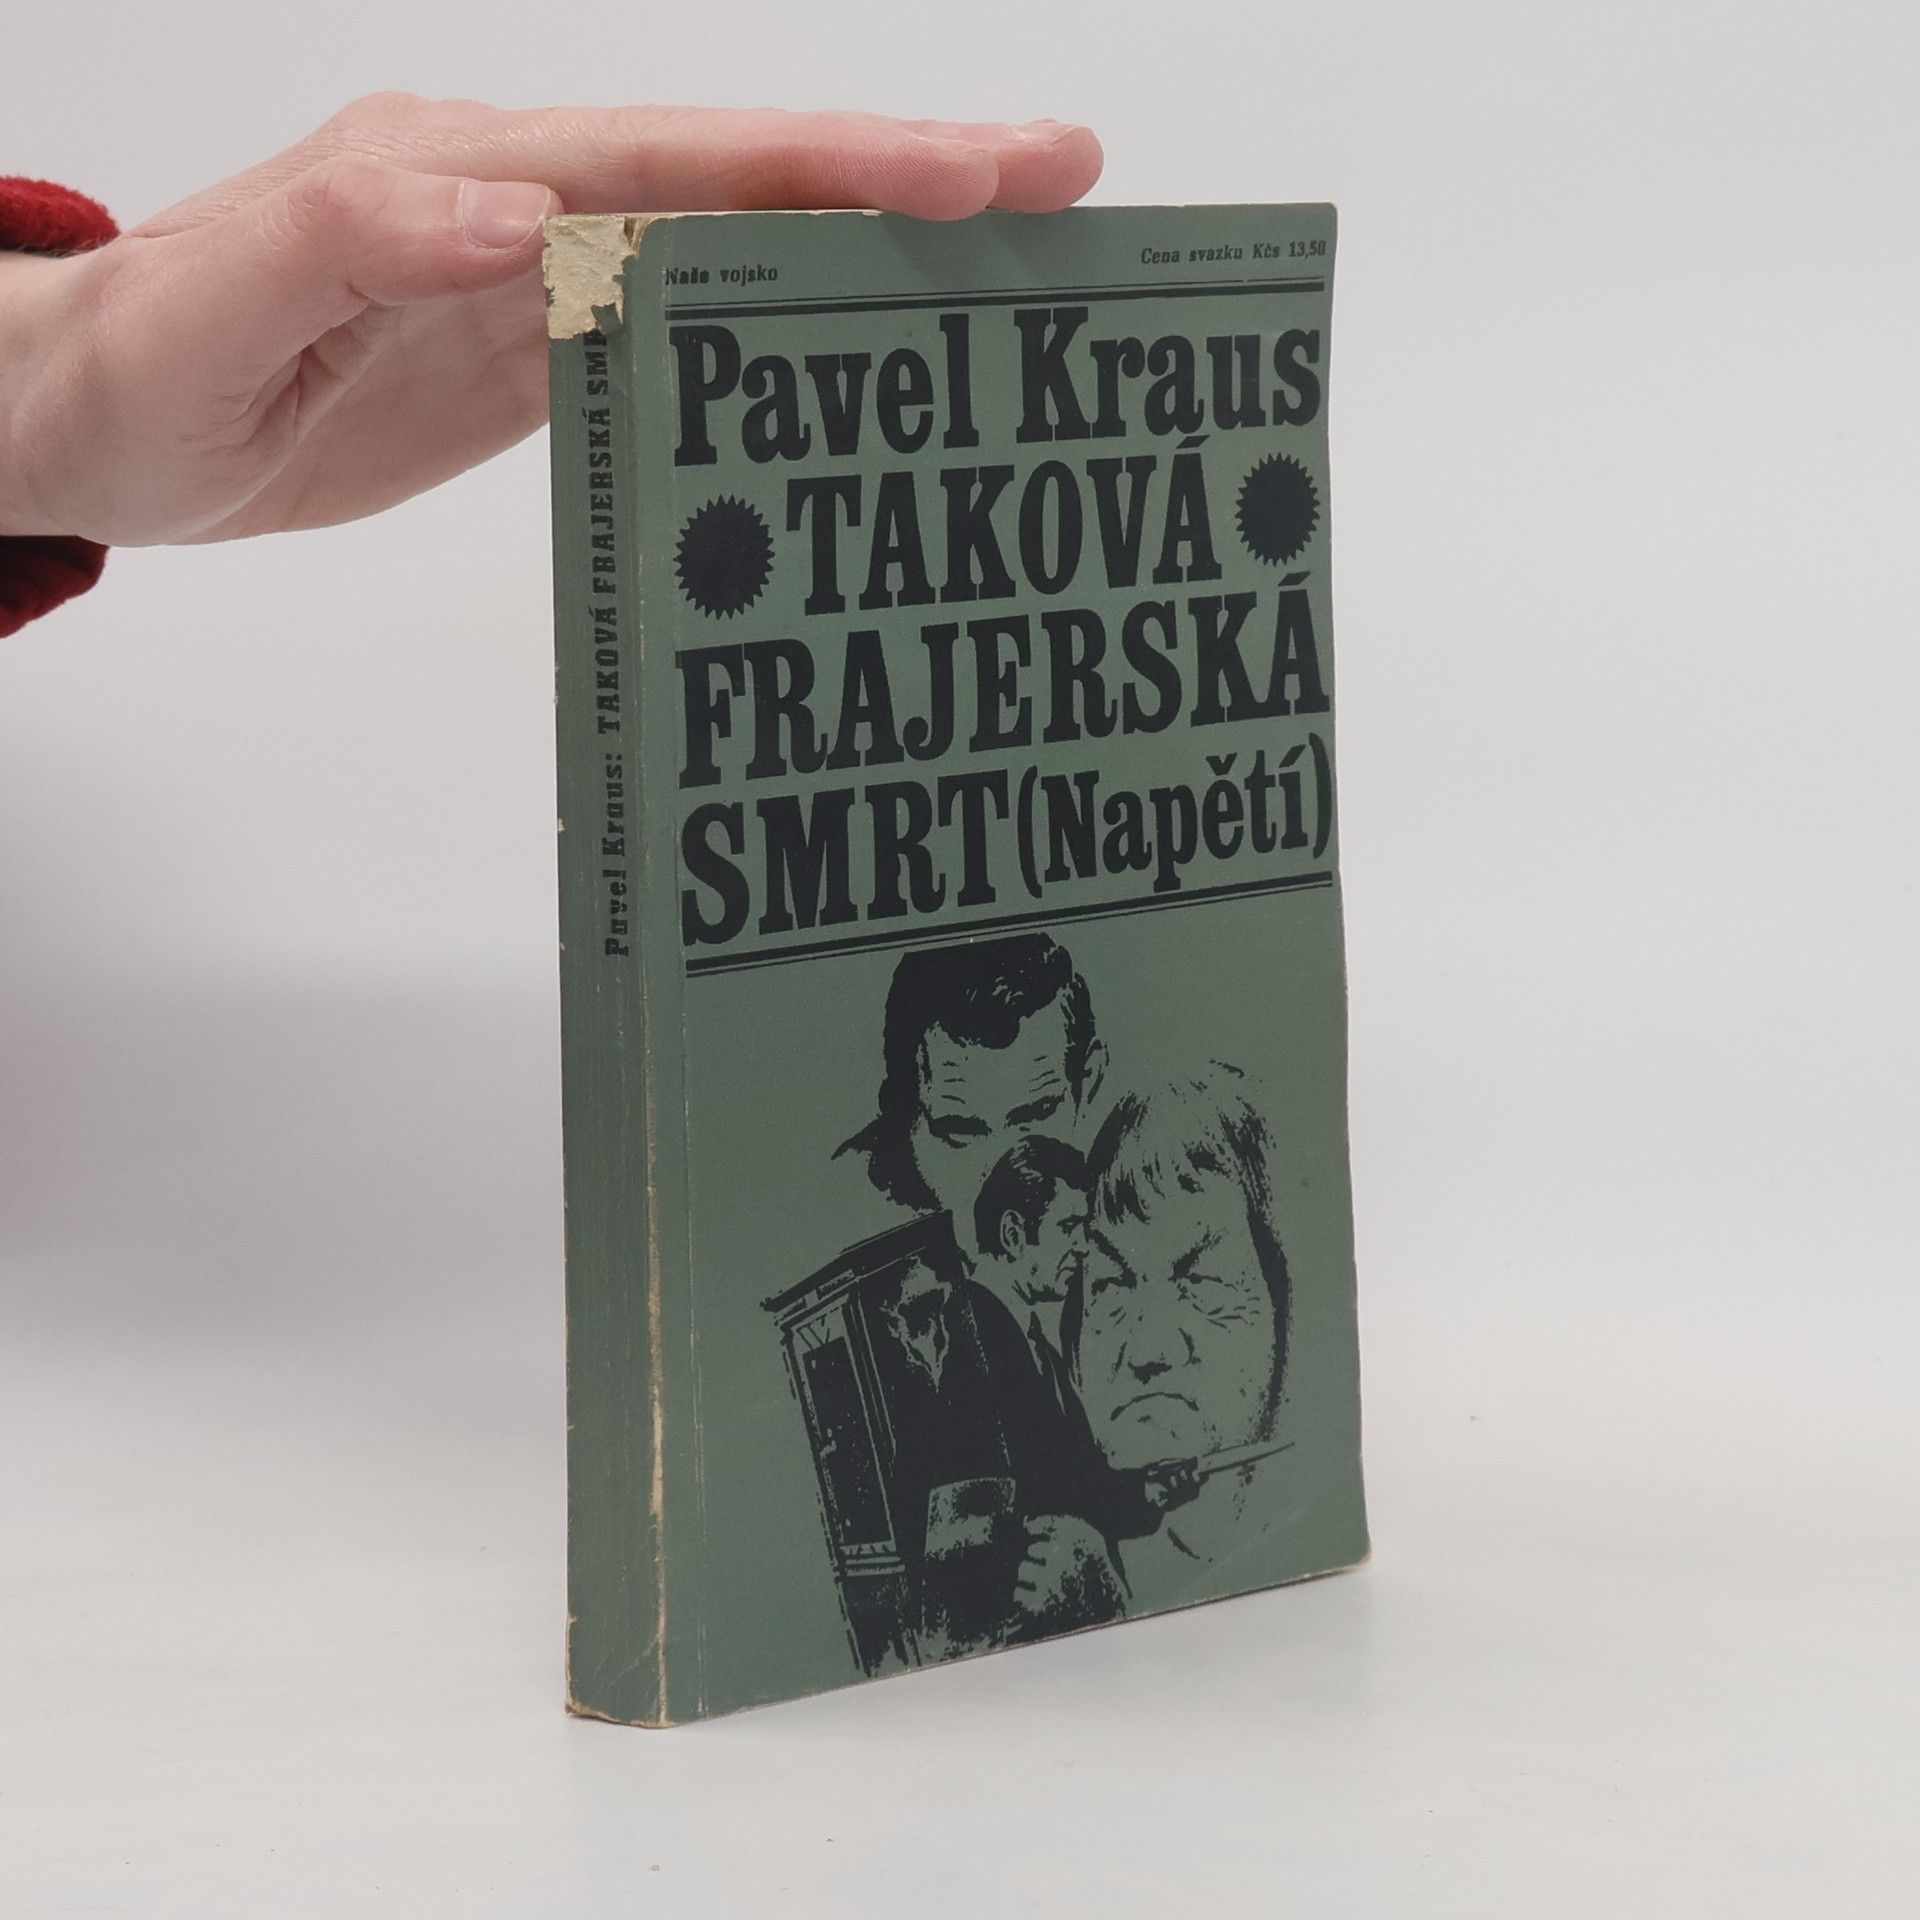 Naše vojsko
Cena svazku Kčs 13,50
Pavel Kraus
TAKOVÁ
FRAJERSKÁ
SMRT (Napětí)
Pavel Kraus: TAKOVÁ FRAJERSKÁ SMR